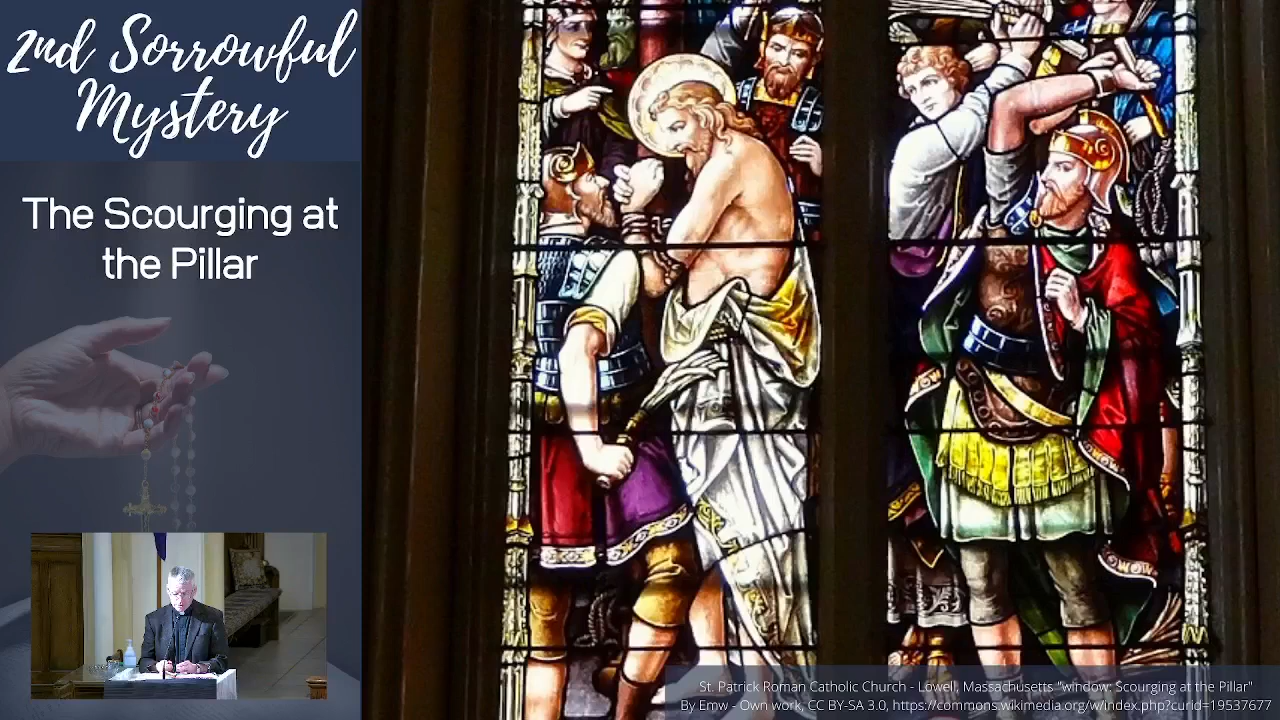 2nd Sorrowful
Mystery
The Scourging at
the Pillar
St. Patrick Roman Catholic Church - Lowell, Massachusetts "window: Scourging at the Pillar"
By Emw - Own work, CC BY-SA 3.0, https://commons.wikimedia.org/w/index.php?curid=19537677